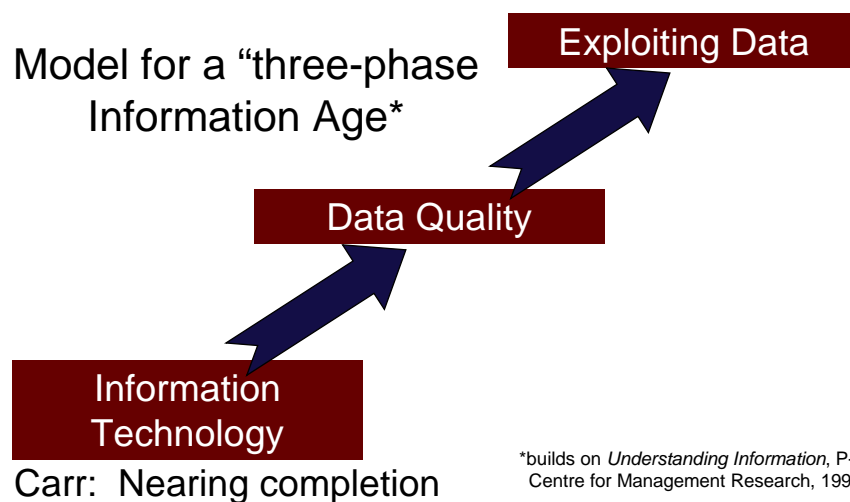 Model for a “three-phase
Information Age*
Exploiting Data
Data Quality
Information
Technology
Carr:  Nearing completion
*builds on Understanding Information, P-
Centre for Management Research, 199